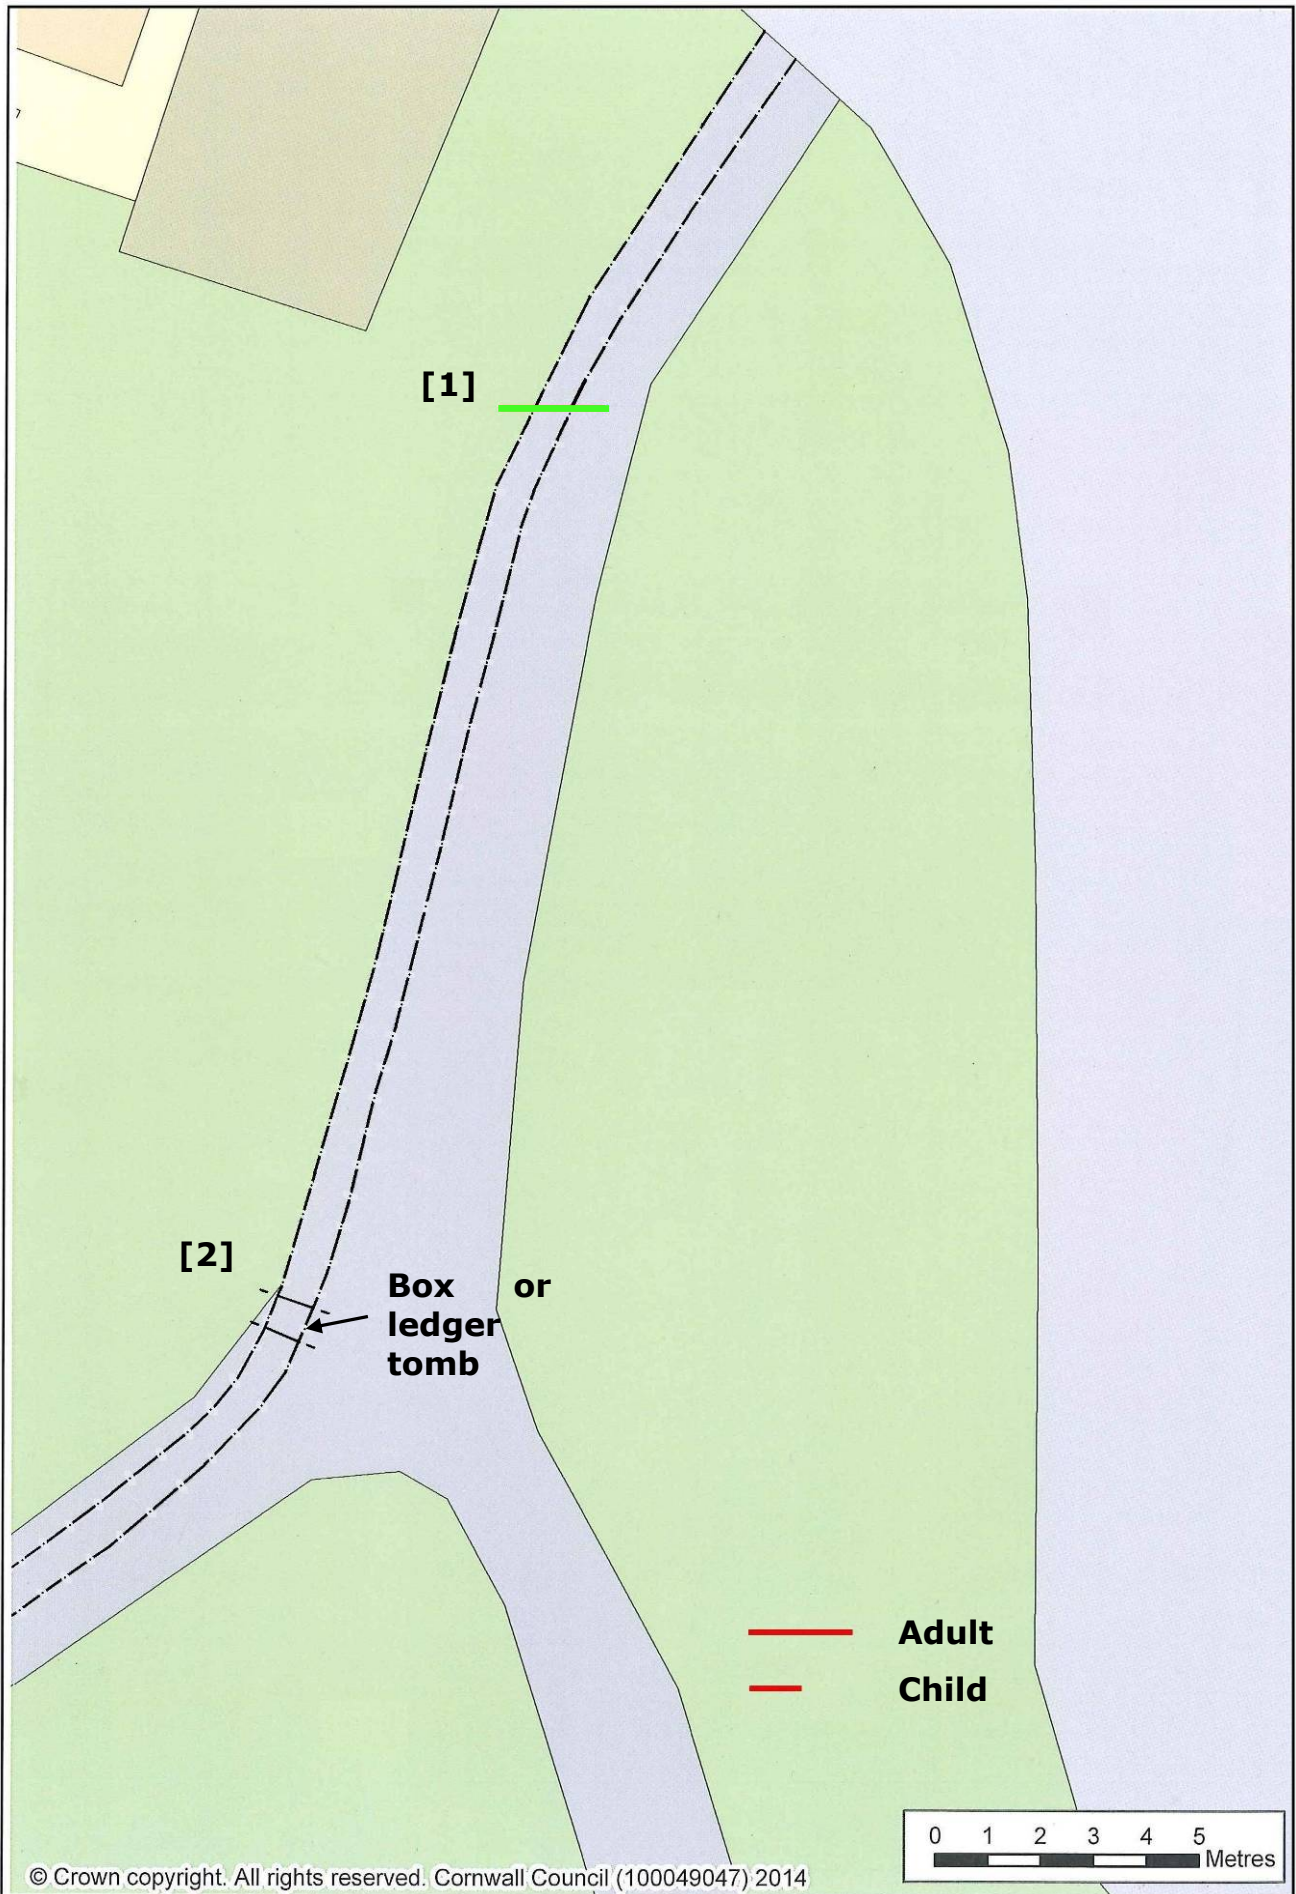 [1]
[2]
Box or
ledger
tomb
Adult
Child
0 1 2 3 4 5
Metres
© Crown copyright. All rights reserved. Cornwall Council (100049047) 2014